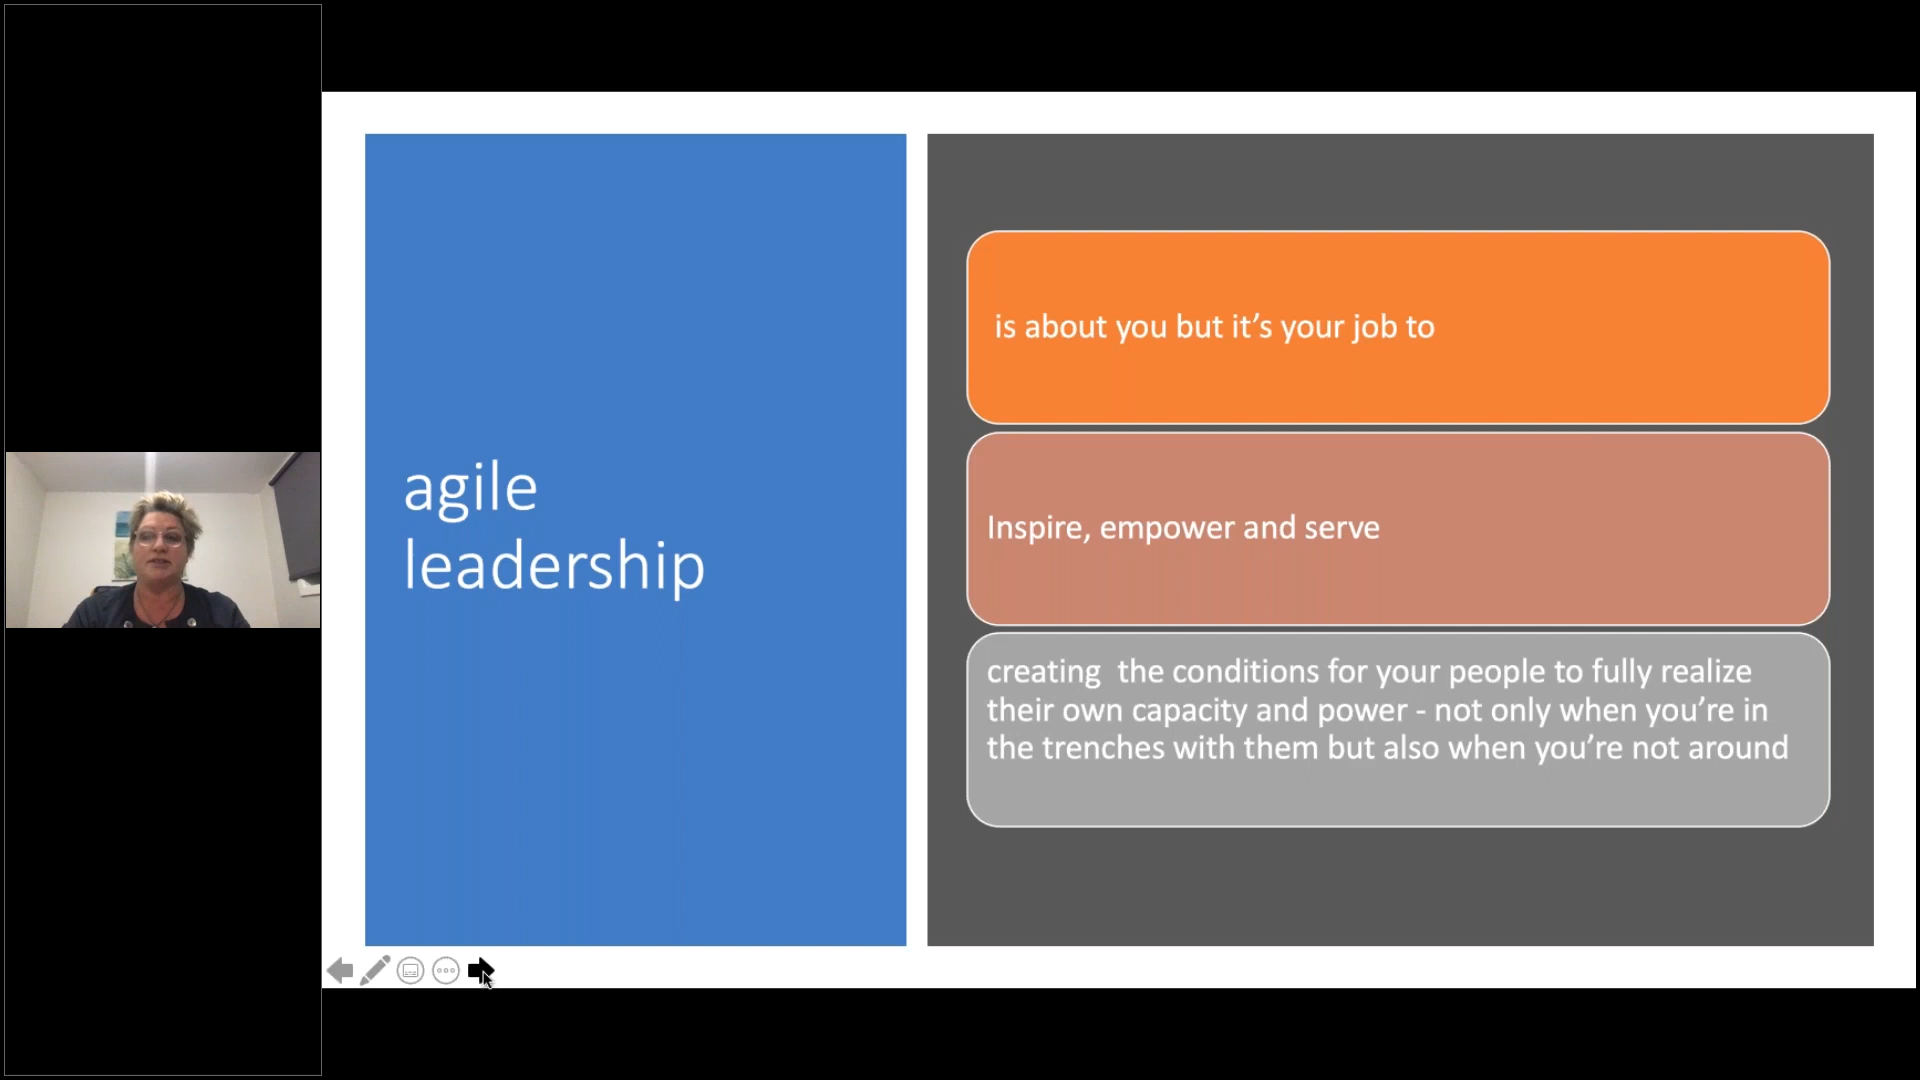 agile
leadership
is about you but it’s your job to
Inspire, empower and serve
creating  the conditions for your people to fully realize
their own capacity and power - not only when you’re in
the trenches with them but also when you’re not around